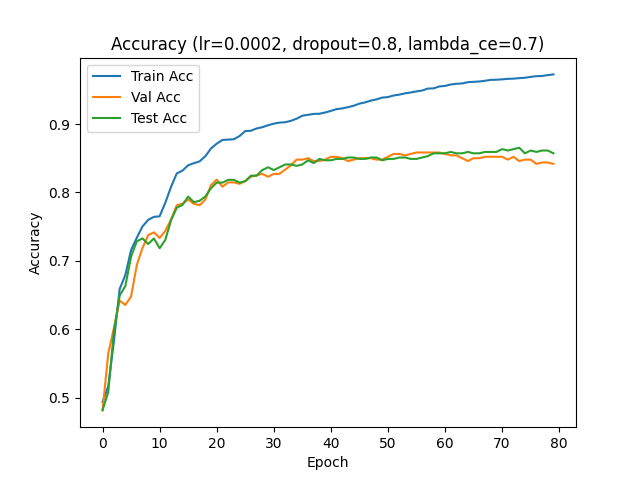 Accuracy (lr=0.0002, dropout=0.8, lambda_ce=0.7)
Train Acc
Val Acc
Test Acc
0.9
0.8
0.7
0.6
0.5
Accuracy
0 10 20 30 40 50 60 70 80
Epoch